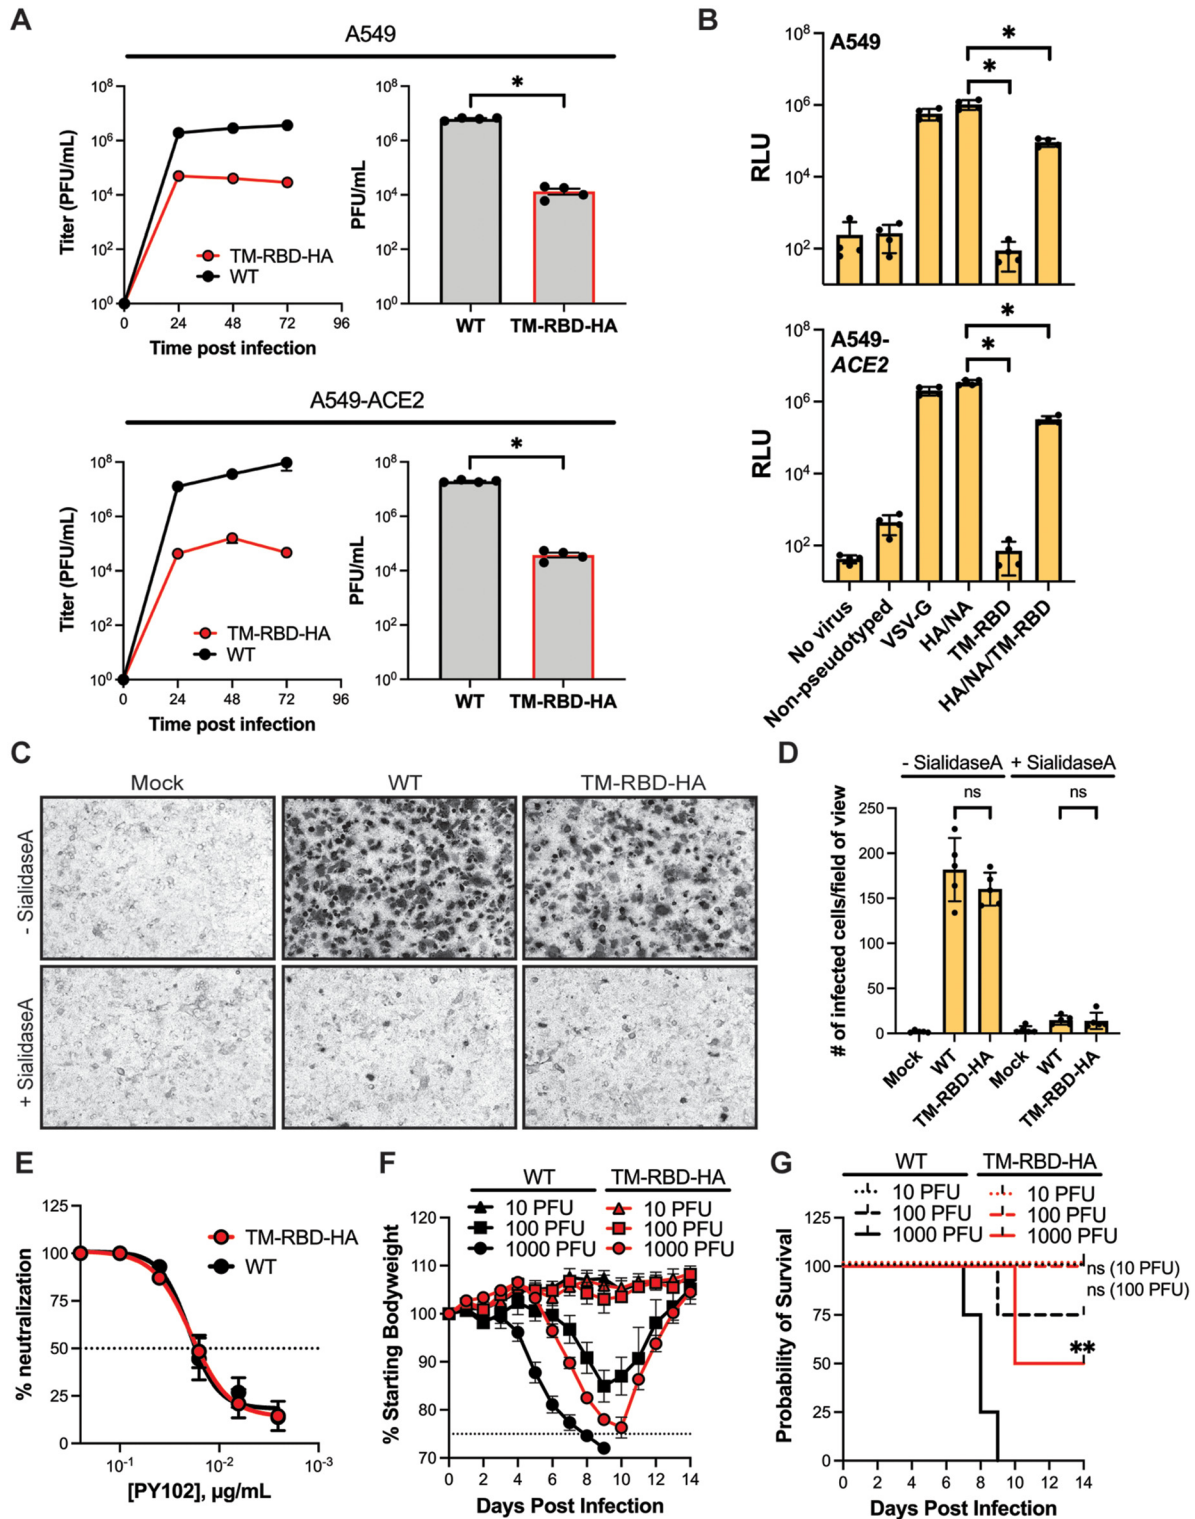 A
A549
10⁸
10⁶
10⁴
10²
10⁰
Titer (PFU/mL)
TM-RBD-HA
WT
0 24 48 72 96
Time post infection
10⁸
10⁶
10⁴
10²
10⁰
PFU/mL
*
WT TM-RBD-HA
A549-ACE2
10⁸
10⁶
10⁴
10²
10⁰
Titer (PFU/mL)
TM-RBD-HA
WT
0 24 48 72 96
Time post infection
10⁸
10⁶
10⁴
10²
10⁰
PFU/mL
*
WT TM-RBD-HA
B
A549
10⁸
10⁶
10⁴
10²
RLU
*
*
A549-
ACE2
10⁸
10⁶
10⁴
10²
RLU
*
*
No virus
Non-pseudotyped
VSV-G
HA/NA
TM-RBD
HA/NA/TM-RBD
C
Mock WT TM-RBD-HA
- SialidaseA
+ SialidaseA
D
- SialidaseA + SialidaseA
ns ns
250
200
150
100
50
0
# of infected cells/field of view
Mock
WT
TM-RBD-HA
Mock
WT
TM-RBD-HA
E
125
100
75
50
25
0
% neutralization
TM-RBD-HA
WT
10⁻¹ 10⁻² 10⁻³
[PY102], µg/mL
F
WT TM-RBD-HA
10 PFU 10 PFU
100 PFU 100 PFU
1000 PFU 1000 PFU
120
110
100
90
80
70
% Starting Bodyweight
0 2 4 6 8 10 12 14
Days Post Infection
G
WT TM-RBD-HA
10 PFU 10 PFU
100 PFU 100 PFU
1000 PFU 1000 PFU
125
100
75
50
25
0
Probability of Survival
ns (10 PFU)
ns (100 PFU)
**
0 2 4 6 8 10 12 14
Days Post Infection